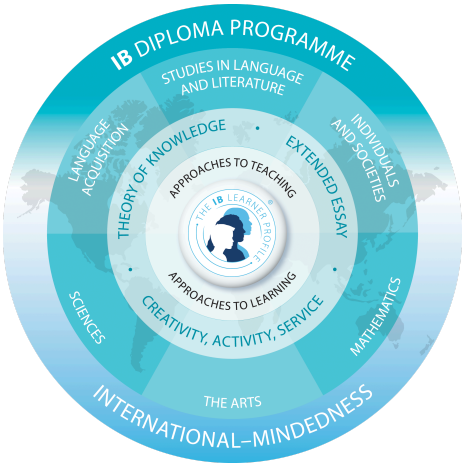 IB DIPLOMA PROGRAMME
STUDIES IN LANGUAGE
AND LITERATURE
LANGUAGE
ACQUISITION
INDIVIDUALS
AND SOCIETIES
THEORY OF KNOWLEDGE
•
EXTENDED ESSAY
APPROACHES TO TEACHING
THE IB LEARNER PROFILE
®
APPROACHES TO LEARNING
•
•
CREATIVITY, ACTIVITY, SERVICE
SCIENCES
MATHEMATICS
THE ARTS
INTERNATIONAL–MINDEDNESS